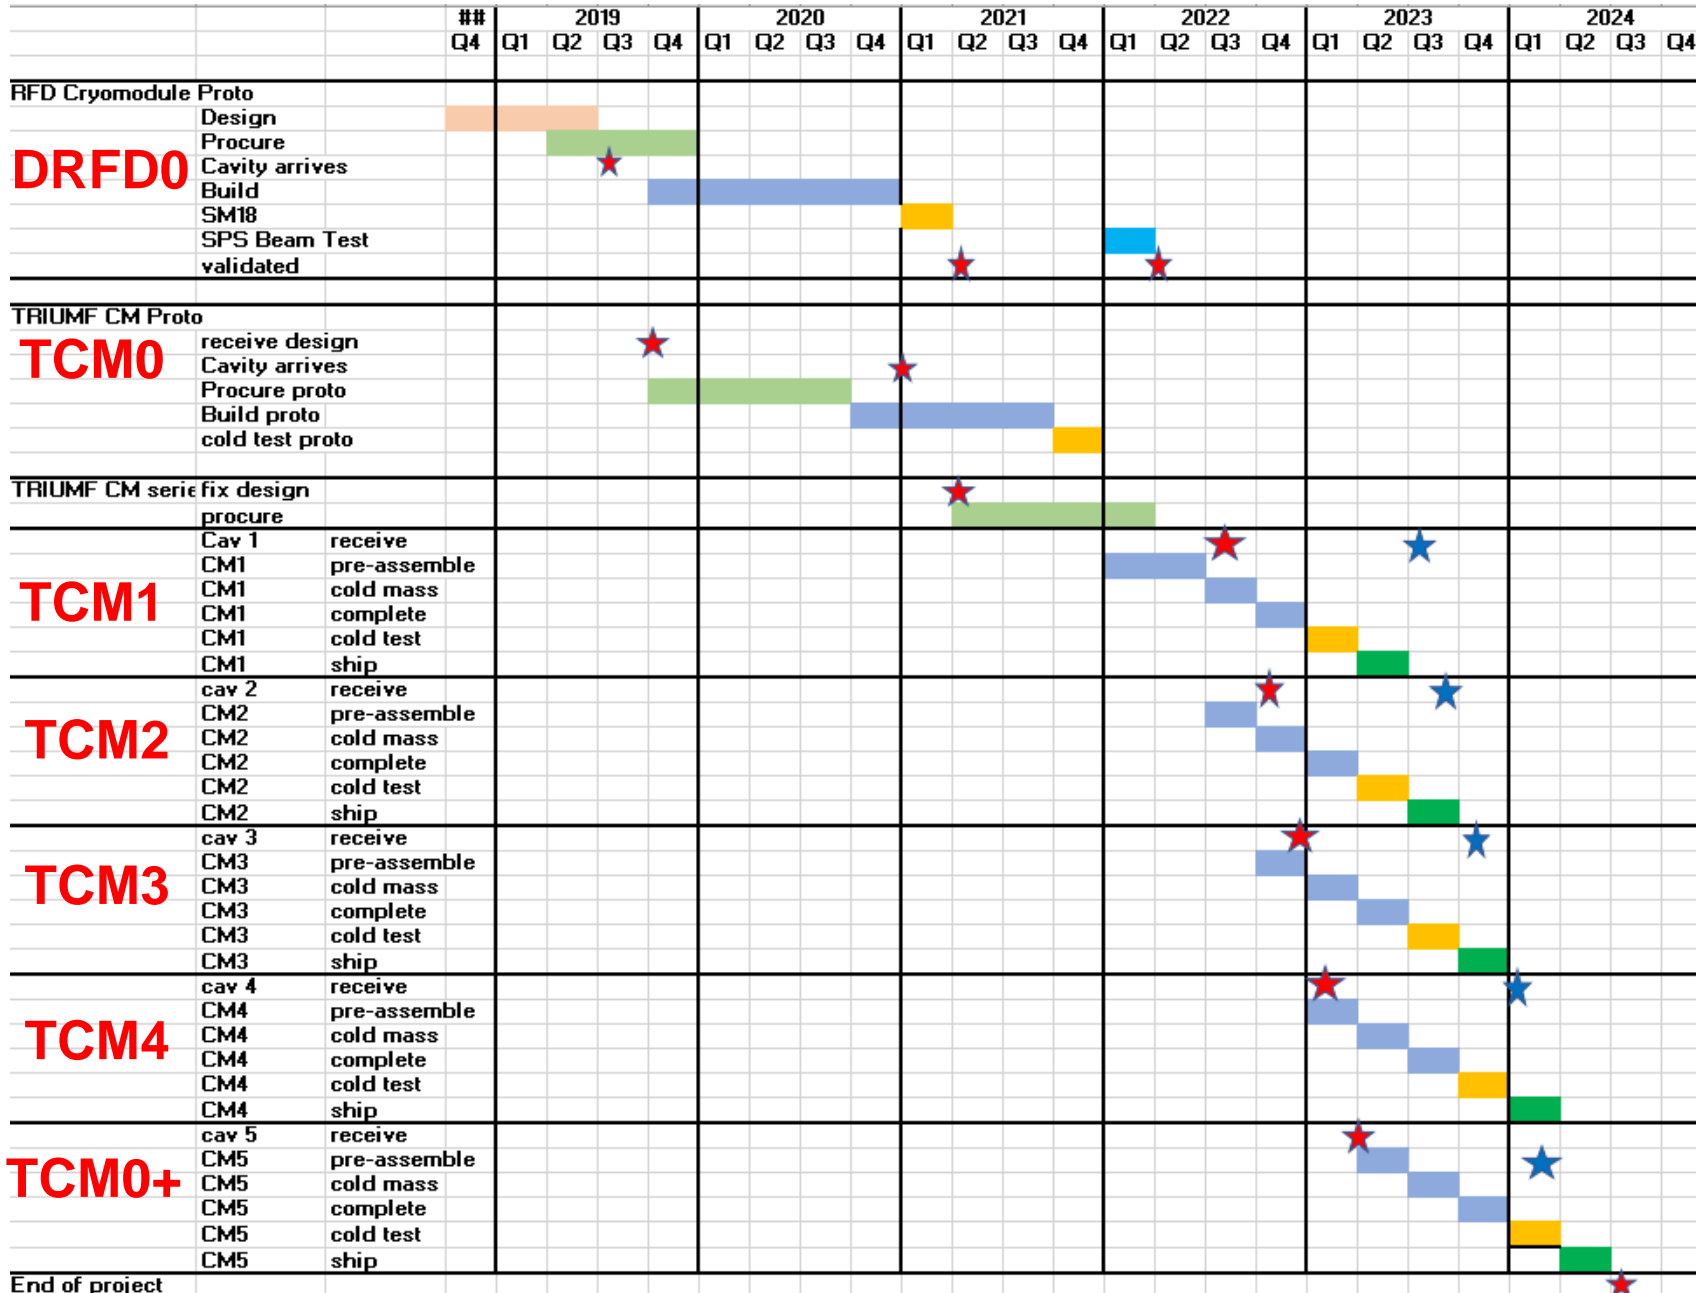 ## 2019 2020 2021 2022 2023 2024
Q4 Q1 Q2 Q3 Q4 Q1 Q2 Q3 Q4 Q1 Q2 Q3 Q4 Q1 Q2 Q3 Q4 Q1 Q2 Q3 Q4 Q1 Q2 Q3 Q4
RFD Cryomodule Proto
Design
Procure
DRFD0
Cavity arrives
Build
SM18
SPS Beam Test
validated
TRIUMF CM Proto
receive design
TCM0
Cavity arrives
Procure proto
Build proto
cold test proto
TRIUMF CM serie fix design
procure
Cav 1 receive
CM1 pre-assemble
CM1 cold mass
TCM1
CM1 complete
CM1 cold test
CM1 ship
cav 2 receive
CM2 pre-assemble
CM2 cold mass
TCM2
CM2 complete
CM2 cold test
CM2 ship
cav 3 receive
CM3 pre-assemble
CM3 cold mass
TCM3
CM3 complete
CM3 cold test
CM3 ship
cav 4 receive
CM4 pre-assemble
CM4 cold mass
TCM4
CM4 complete
CM4 cold test
CM4 ship
cav 5 receive
CM5 pre-assemble
TCM0+
CM5 cold mass
CM5 complete
CM5 cold test
CM5 ship
End of project